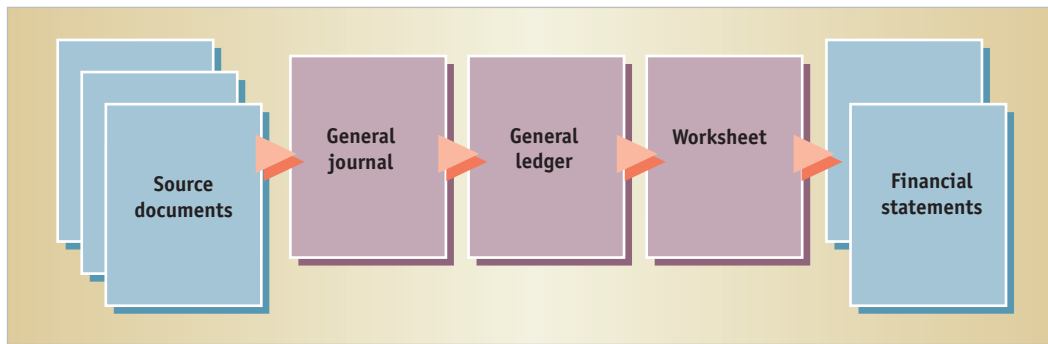 Source
documents
General
journal
General
ledger
Worksheet
Financial
statements